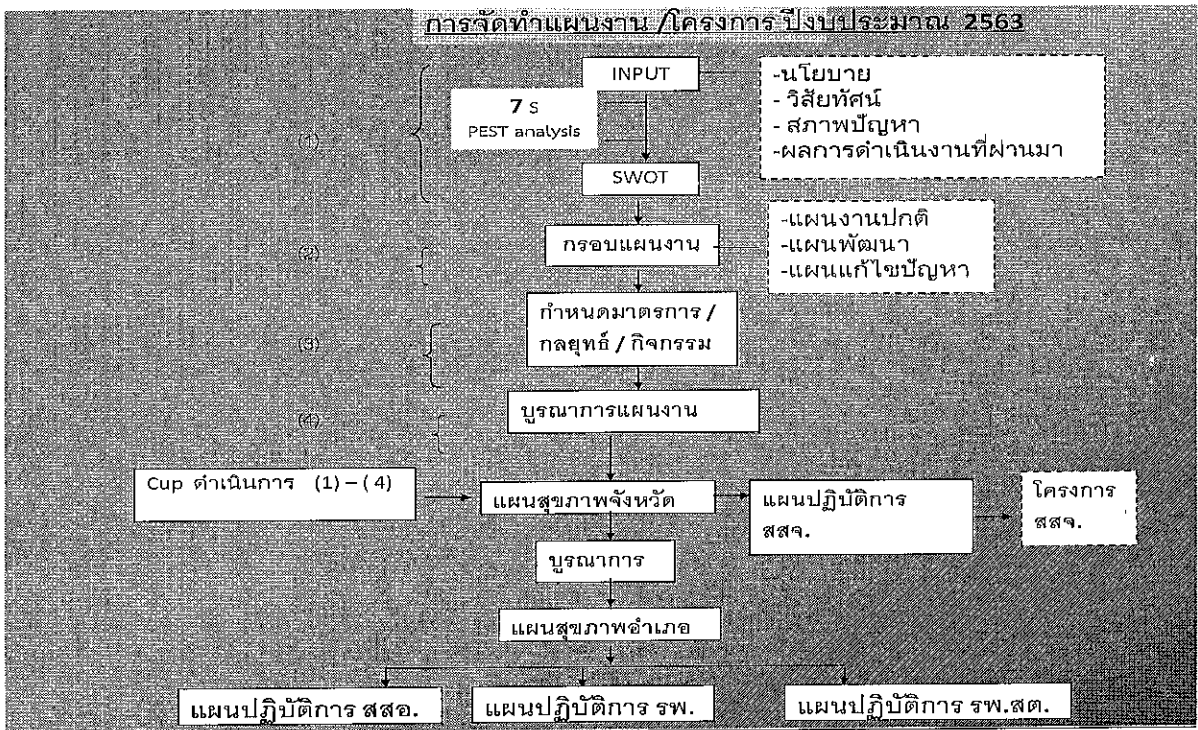 การจัดทำแผนงาน /โครงการ ปีงบประมาณ 2563
INPUT
-นโยบาย
- วิสัยทัศน์
- สภาพปัญหา
-ผลการดำเนินงานที่ผ่านมา
7 S
PEST analysis
(1)
SWOT
-แผนงานปกติ
-แผนพัฒนา
-แผนแก้ไขปัญหา
กรอบแผนงาน
(2)
กำหนดมาตรการ /
กลยุทธ์ / กิจกรรม
(3)
บูรณาการแผนงาน
(4)
Cup ดำเนินการ (1) – ( 4)
แผนสุขภาพจังหวัด
แผนปฏิบัติการ
สสจ.
โครงการ
สสจ.
บูรณาการ
แผนสุขภาพอำเภอ
แผนปฏิบัติการ สสอ.
แผนปฏิบัติการ รพ.
แผนปฏิบัติการ รพ.สต.